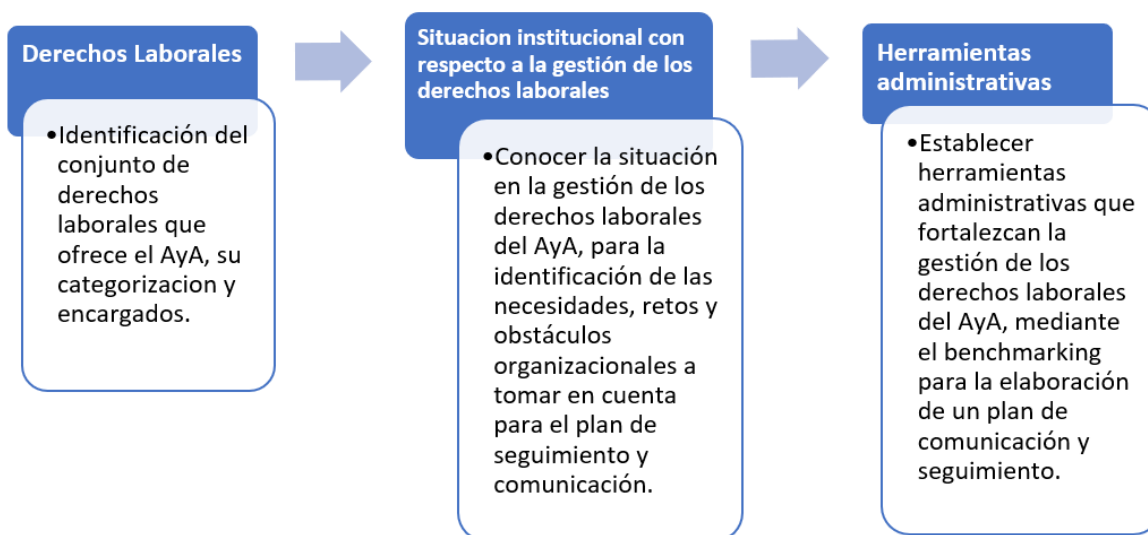 Derechos Laborales
•Identificación del
conjunto de
derechos
laborales que
ofrece el AyA, su
categorizacion y
encargados.
Situacion institucional con
respecto a la gestión de los
derechos laborales
•Conocer la situación
en la gestión de los
derechos laborales
del AyA, para la
identificación de las
necesidades, retos y
obstáculos
organizacionales a
tomar en cuenta
para el plan de
seguimiento y
comunicación.
Herramientas
administrativas
•Establecer
herramientas
administrativas que
fortalezcan la
gestión de los
derechos laborales
del AyA, mediante
el benchmarking
para la elaboración
de un plan de
comunicación y
seguimiento.